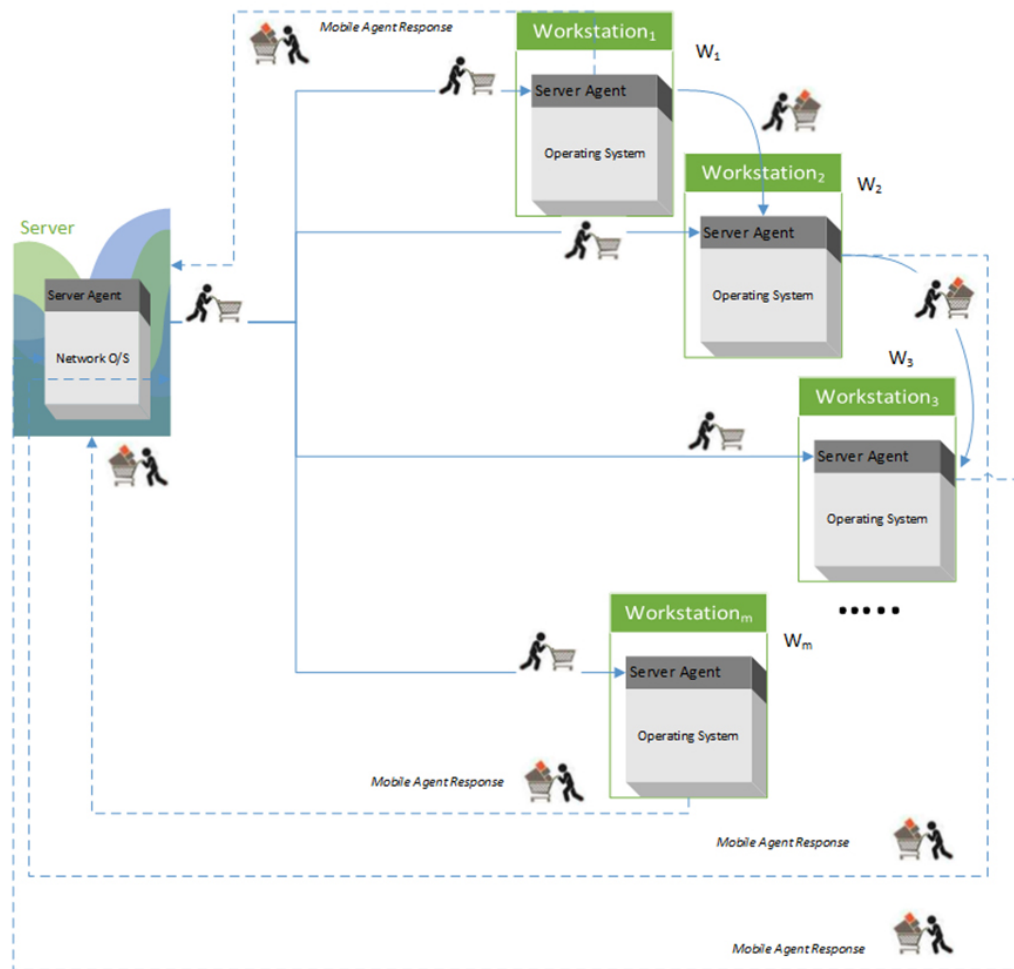 Mobile Agent Response
Workstation₁
W₁
Server Agent
Operating System
Workstation₂
W₂
Server Agent
Operating System
Server
Server Agent
Network O/S
W₃
Workstation₃
Server Agent
Operating System
.....
Workstationₘ
Wₘ
Server Agent
Operating System
Mobile Agent Response
Mobile Agent Response
Mobile Agent Response